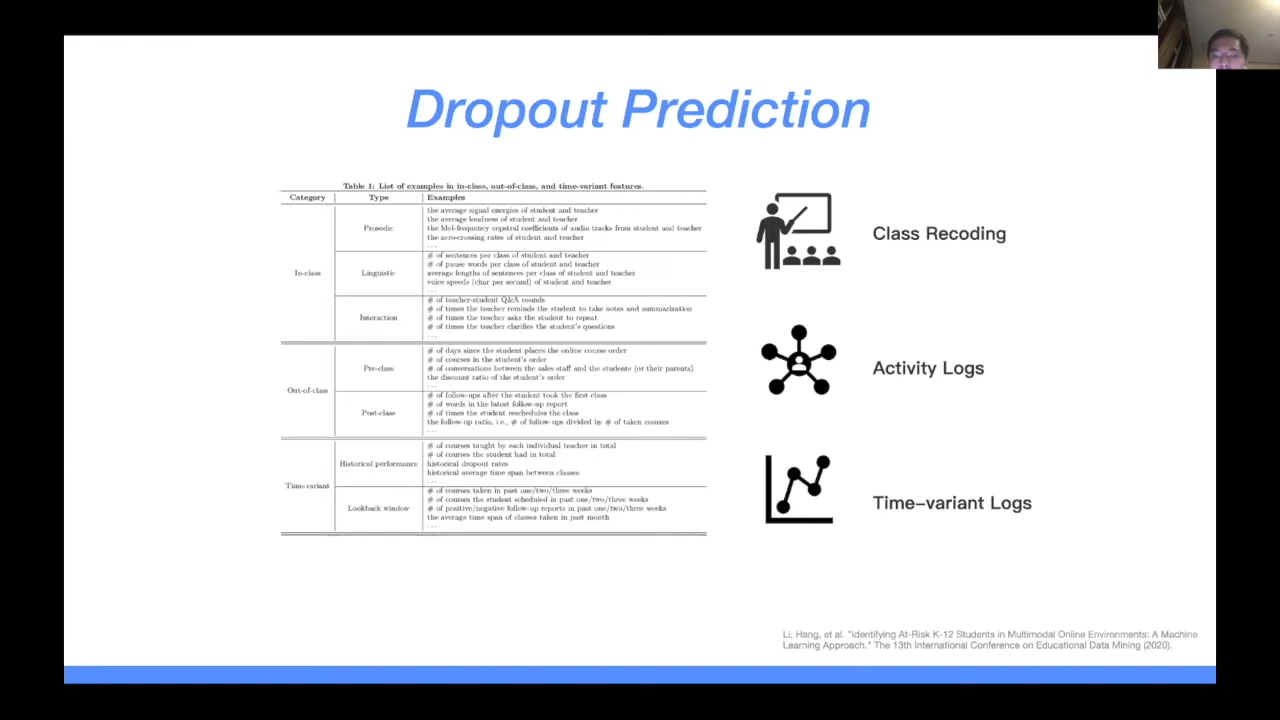 Dropout Prediction
Table 1: List of examples in in-class, out-of-class, and time-variant features.
Category Type Examples
In-class
Prosodic
the average signal energies of student and teacher
the average loudness of student and teacher
the Mel-frequency cepstral coefficients of audio tracks from student and teacher
the zero-crossing rates of student and teacher
...
Linguistic
# of sentences per class of student and teacher
# of pause words per class of student and teacher
average lengths of sentences per class of student and teacher
voice speeds (char per second) of student and teacher
...
Interaction
# of teacher-student Q&A rounds
# of times the teacher reminds the student to take notes and summarization
# of times the teacher asks the student to repeat
# of times the teacher clarifies the student's questions
...
Out-of-class
Pre-class
# of days since the student places the online course order
# of courses in the student's order
# of conversations between the sales staff and the students (or their parents)
the discount ratio of the student's order
...
Post-class
# of follow-ups after the student took the first class
# of words in the latest follow-up report
# of times the student reschedules the class
the follow-up ratio, i.e., # of follow-ups divided by # of taken courses
...
Time-variant
Historical performance
# of courses taught by each individual teacher in total
# of courses the student had in total
historical dropout rates
historical average time span between classes
...
Lookback window
# of courses taken in past one/two/three weeks
# of courses the student scheduled in past one/two/three weeks
# of positive/negative follow-up reports in past one/two/three weeks
the average time span of classes taken in past month
...
Class Recoding
Activity Logs
Time-variant Logs
Li, Hang, et al. "Identifying At-Risk K-12 Students in Multimodal Online Environments: A Machine
Learning Approach." The 13th International Conference on Educational Data Mining (2020).